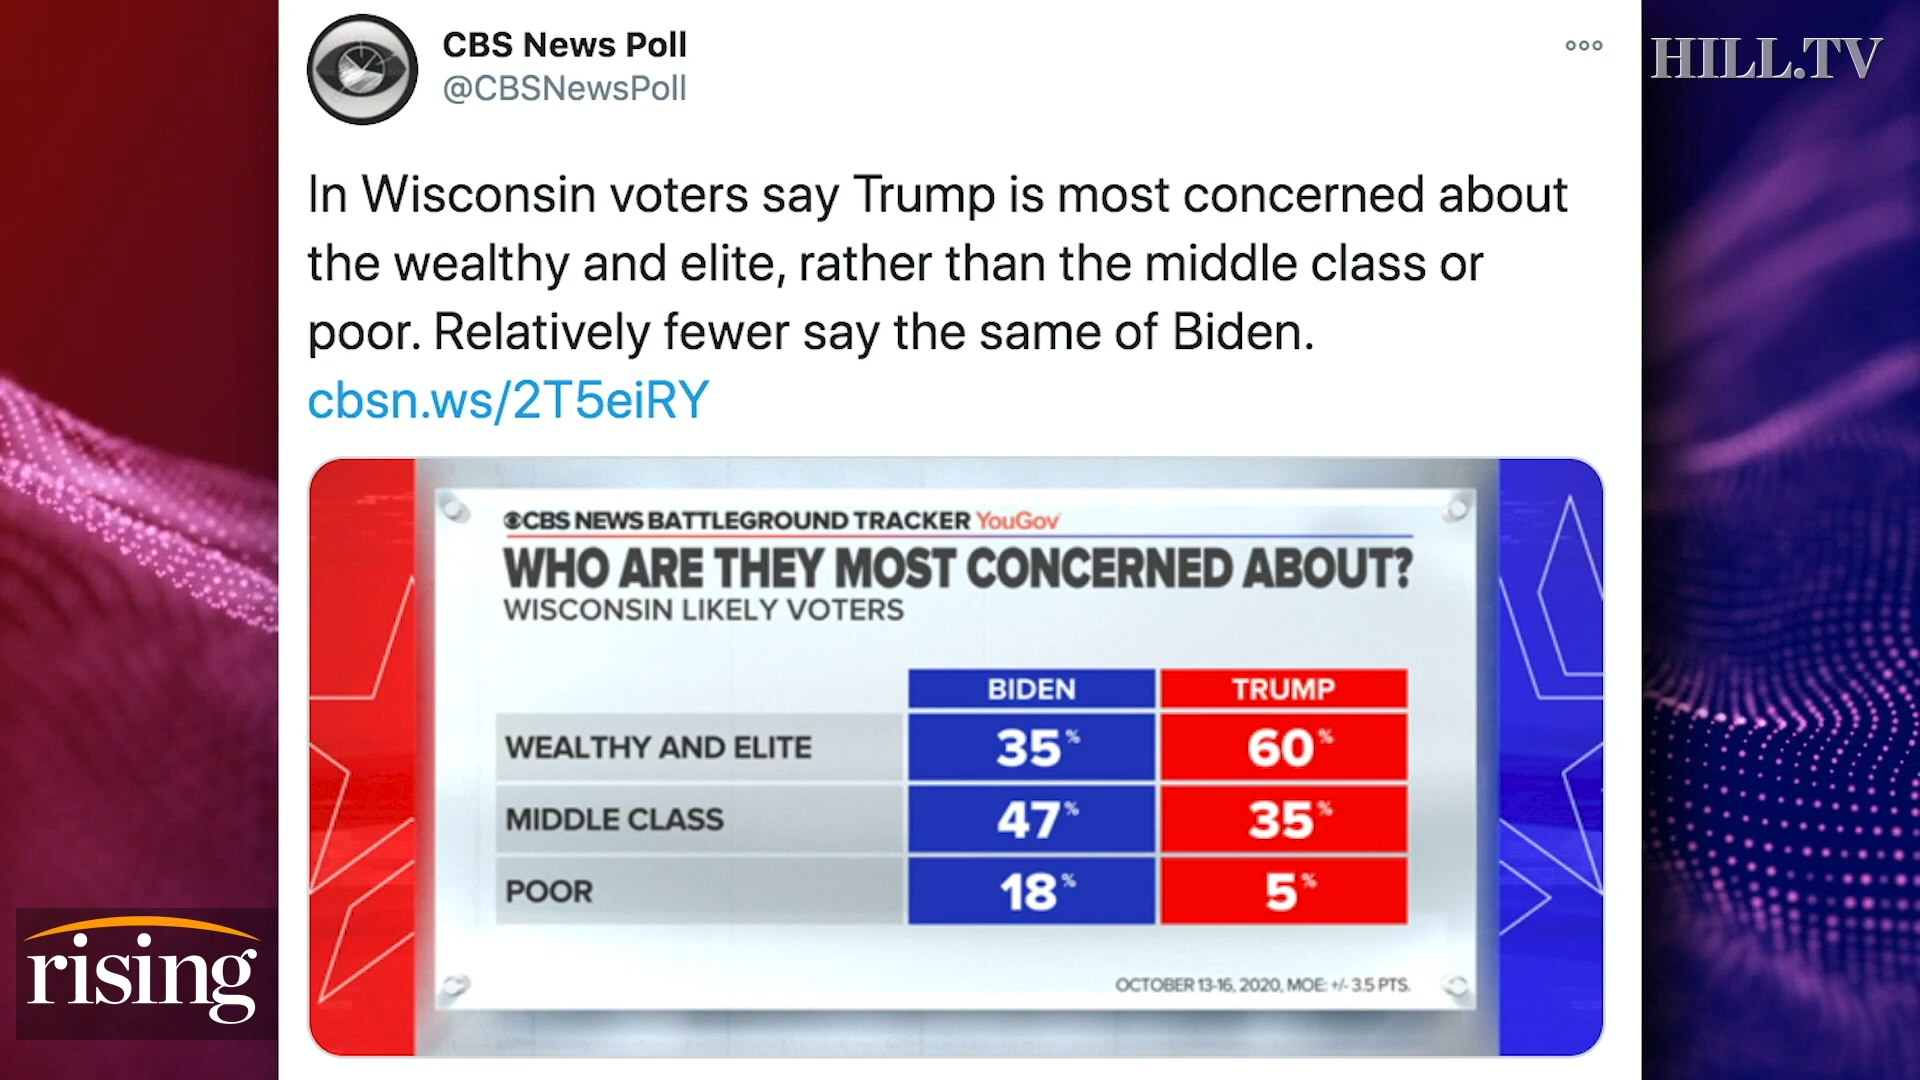 CBS News Poll
@CBSNewsPoll
HILL.TV
In Wisconsin voters say Trump is most concerned about
the wealthy and elite, rather than the middle class or
poor. Relatively fewer say the same of Biden.
cbsn.ws/2T5eiRY
CBS NEWS BATTLEGROUND TRACKER YouGov
WHO ARE THEY MOST CONCERNED ABOUT?
WISCONSIN LIKELY VOTERS
BIDEN TRUMP
WEALTHY AND ELITE 35% 60%
MIDDLE CLASS 47% 35%
POOR 18% 5%
OCTOBER 13-16, 2020, MOE: +/- 3.5 PTS.
rising